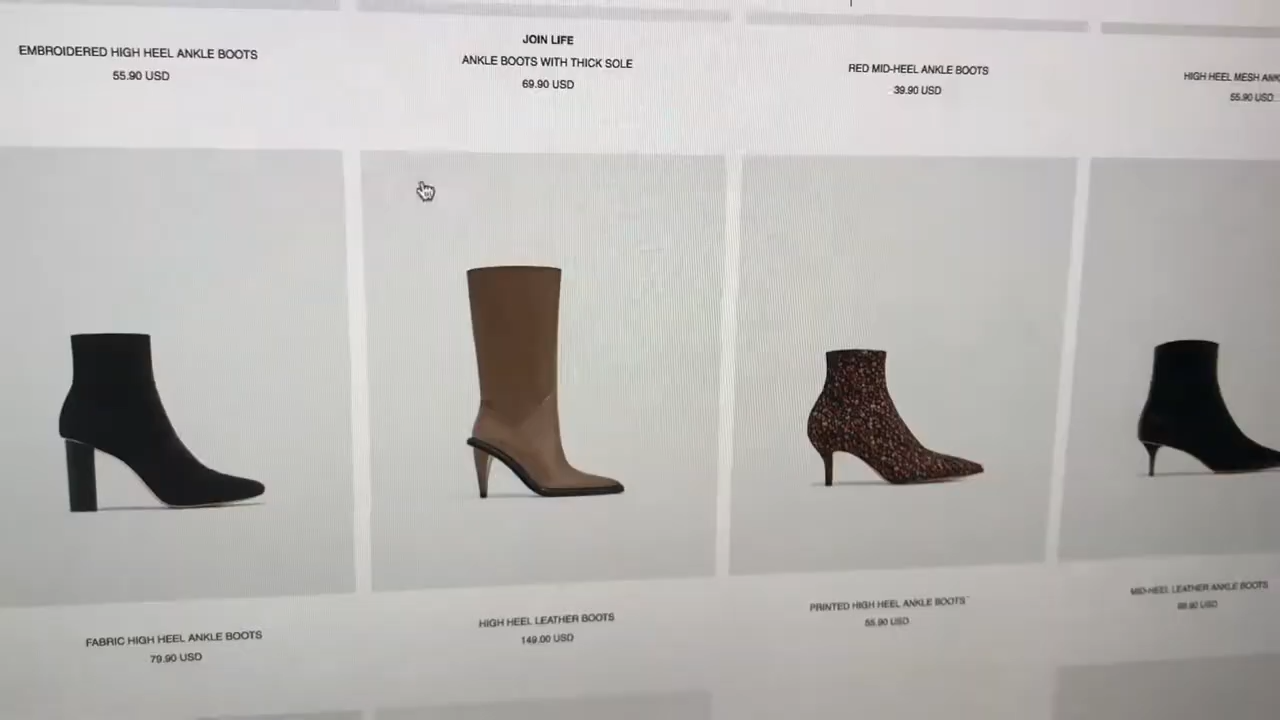 EMBROIDERED HIGH HEEL ANKLE BOOTS
55.90 USD
JOIN LIFE
ANKLE BOOTS WITH THICK SOLE
69.90 USD
RED MID-HEEL ANKLE BOOTS
39.90 USD
HIGH HEEL MESH
55.90 USD
FABRIC HIGH HEEL ANKLE BOOTS
79.90 USD
HIGH HEEL LEATHER BOOTS
149.00 USD
PRINTED HIGH HEEL ANKLE BOOTS
55.90 USD
MID-HEEL LEATHER ANKLE BOOTS
USD